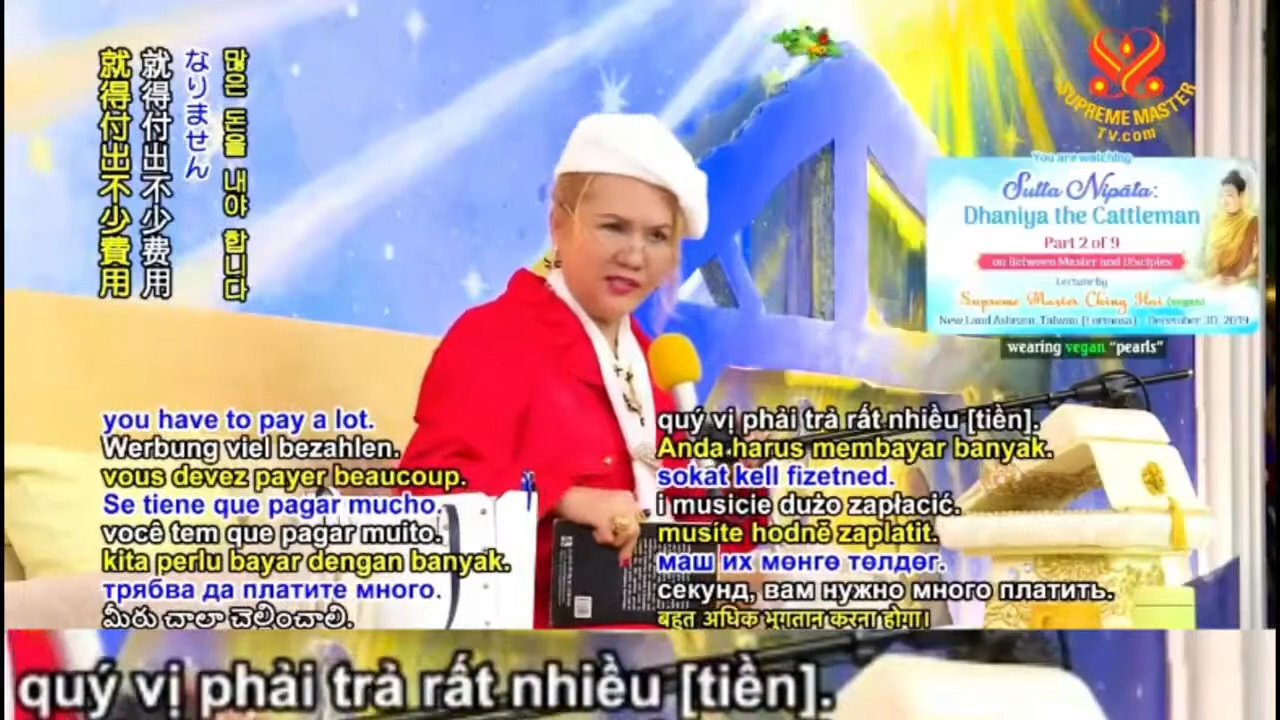 많은 돈을 내야 합니다
なりません
就得付出不少费用
就得付出不少費用
SUPREME MASTER
TV.com
You are watching
Sutta Nipāta:
Dhaniya the Cattleman
Part 2 of 9
on Between Master and Disciples
Lecture by
Supreme Master Ching Hai (vegan)
New Land Ashram, Taiwan (Formosa) | December 30, 2019
wearing vegan “pearls”
you have to pay a lot.
Werbung viel bezahlen.
vous devez payer beaucoup.
Se tiene que pagar mucho.
você tem que pagar muito.
kita perlu bayar dengan banyak.
трябва да платите много.
మీరు చాలా చెల్లించాలి.
quý vị phải trả rất nhiều [tiền].
Anda harus membayar banyak.
sokat kell fizetned.
i musicie dużo zapłacić.
musíte hodně zaplatit.
маш их мөнгө төлдөг.
секунд, вам нужно много платить.
बहुत अधिक भुगतान करना होगा।
quý vị phải trả rất nhiều [tiền].